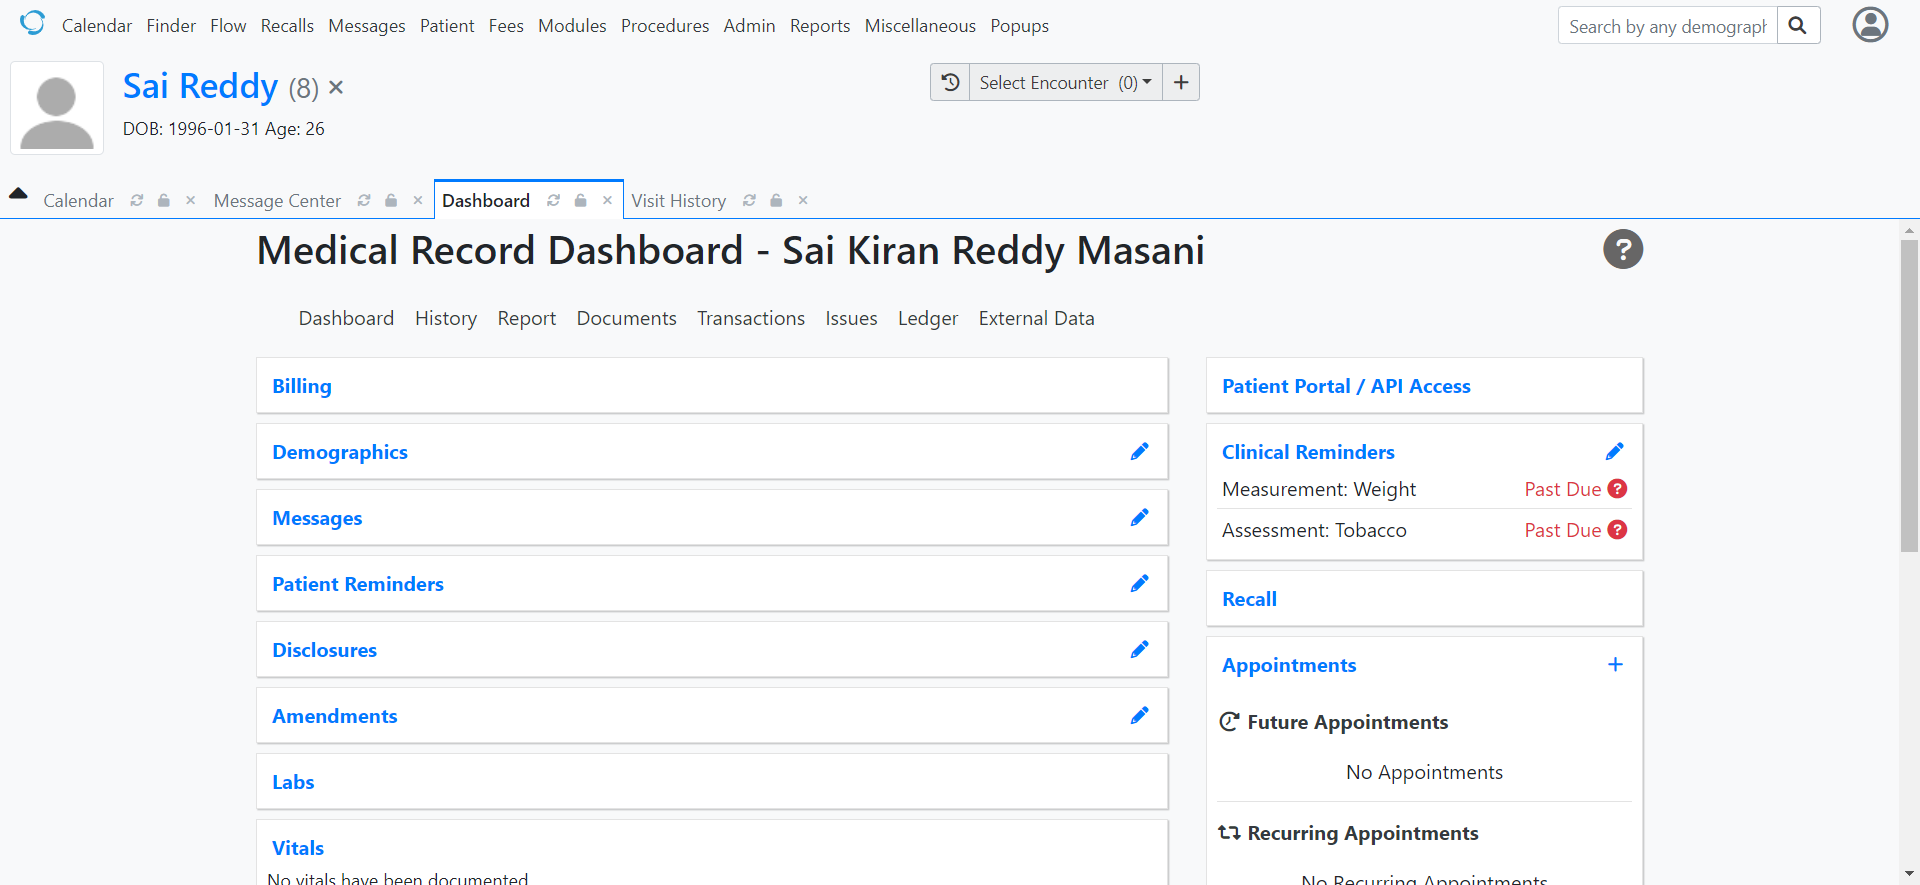 Calendar Finder Flow Recalls Messages Patient Fees Modules Procedures Admin Reports Miscellaneous Popups
Search by any demograph
Sai Reddy (8)
DOB: 1996-01-31 Age: 26
Select Encounter (0)
Calendar Message Center Dashboard Visit History
Medical Record Dashboard - Sai Kiran Reddy Masani
Dashboard History Report Documents Transactions Issues Ledger External Data
Billing
Demographics
Messages
Patient Reminders
Disclosures
Amendments
Labs
Vitals
No vitals have been documented
Patient Portal / API Access
Clinical Reminders
Measurement: Weight Past Due
Assessment: Tobacco Past Due
Recall
Appointments
Future Appointments
No Appointments
Recurring Appointments
No Recurring Appointments